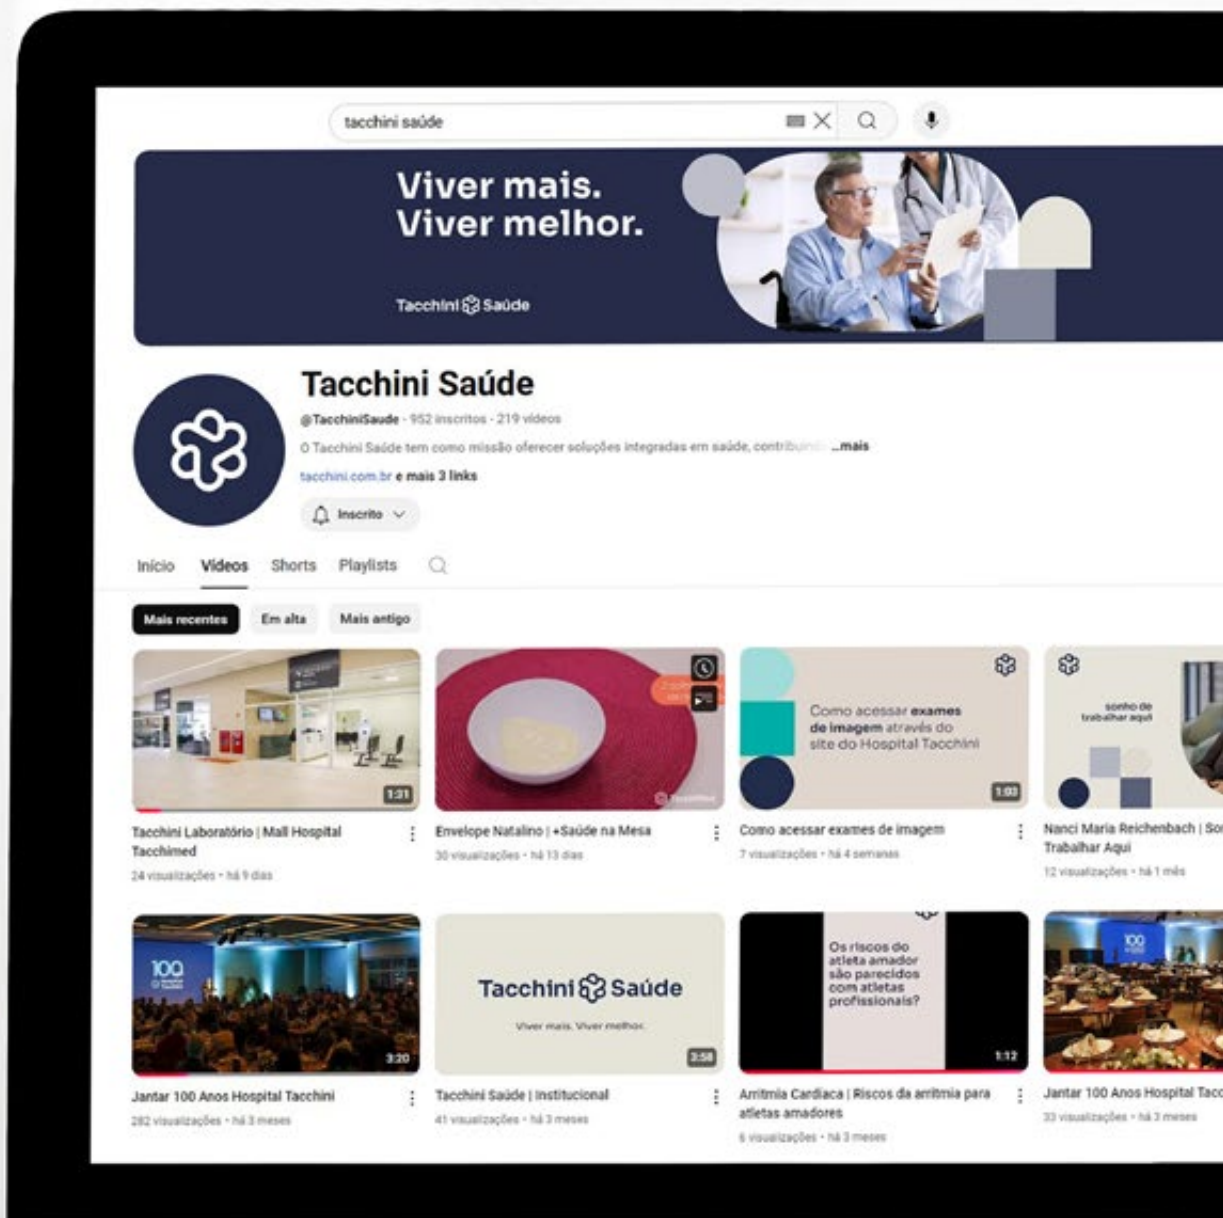 tacchini saúde
Viver mais.
Viver melhor.
Tacchini Saúde
Tacchini Saúde
@TacchiniSaude · 952 inscritos · 219 vídeos
O Tacchini Saúde tem como missão oferecer soluções integradas em saúde, ...mais
tacchini.com.br e mais 3 links
Inscrito
Início Vídeos Shorts Playlists
Mais recentes Em alta Mais antigo
Como acessar exames
de imagem através do
site do Hospital Tacchini
sonho de
trabalhar aqui
1:31
1:03
Tacchini Laboratório | Mall Hospital
Tacchimed
24 visualizações • há 9 dias
Envelope Natalino | +Saúde na Mesa
30 visualizações • há 13 dias
Como acessar exames de imagem
7 visualizações • há 4 semanas
Nanci Maria Reichenbach |
Trabalhar Aqui
12 visualizações • há 1 mês
100
3:20
Tacchini Saúde
Viver mais. Viver melhor.
3:58
Os riscos do
atleta amador
são parecidos
com atletas
profissionais?
1:12
100
Jantar 100 Anos Hospital Tacchini
282 visualizações • há 3 meses
Tacchini Saúde | Institucional
41 visualizações • há 3 meses
Arritmia Cardíaca | Riscos da arritmia para
atletas amadores
6 visualizações • há 3 meses
Jantar 100 Anos Hospital
33 visualizações • há 3 meses